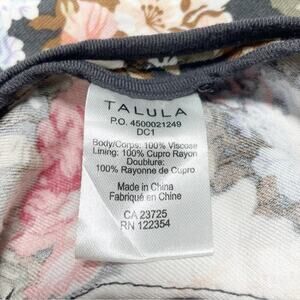 TALULA
P.O. 4500021249
DC1
Body/Corps: 100% Viscose
Lining: 100% Cupro Rayon
Doublure:
100% Rayonne de Cupro
Made in China
Fabriqué en Chine
CA 23725
RN 122354